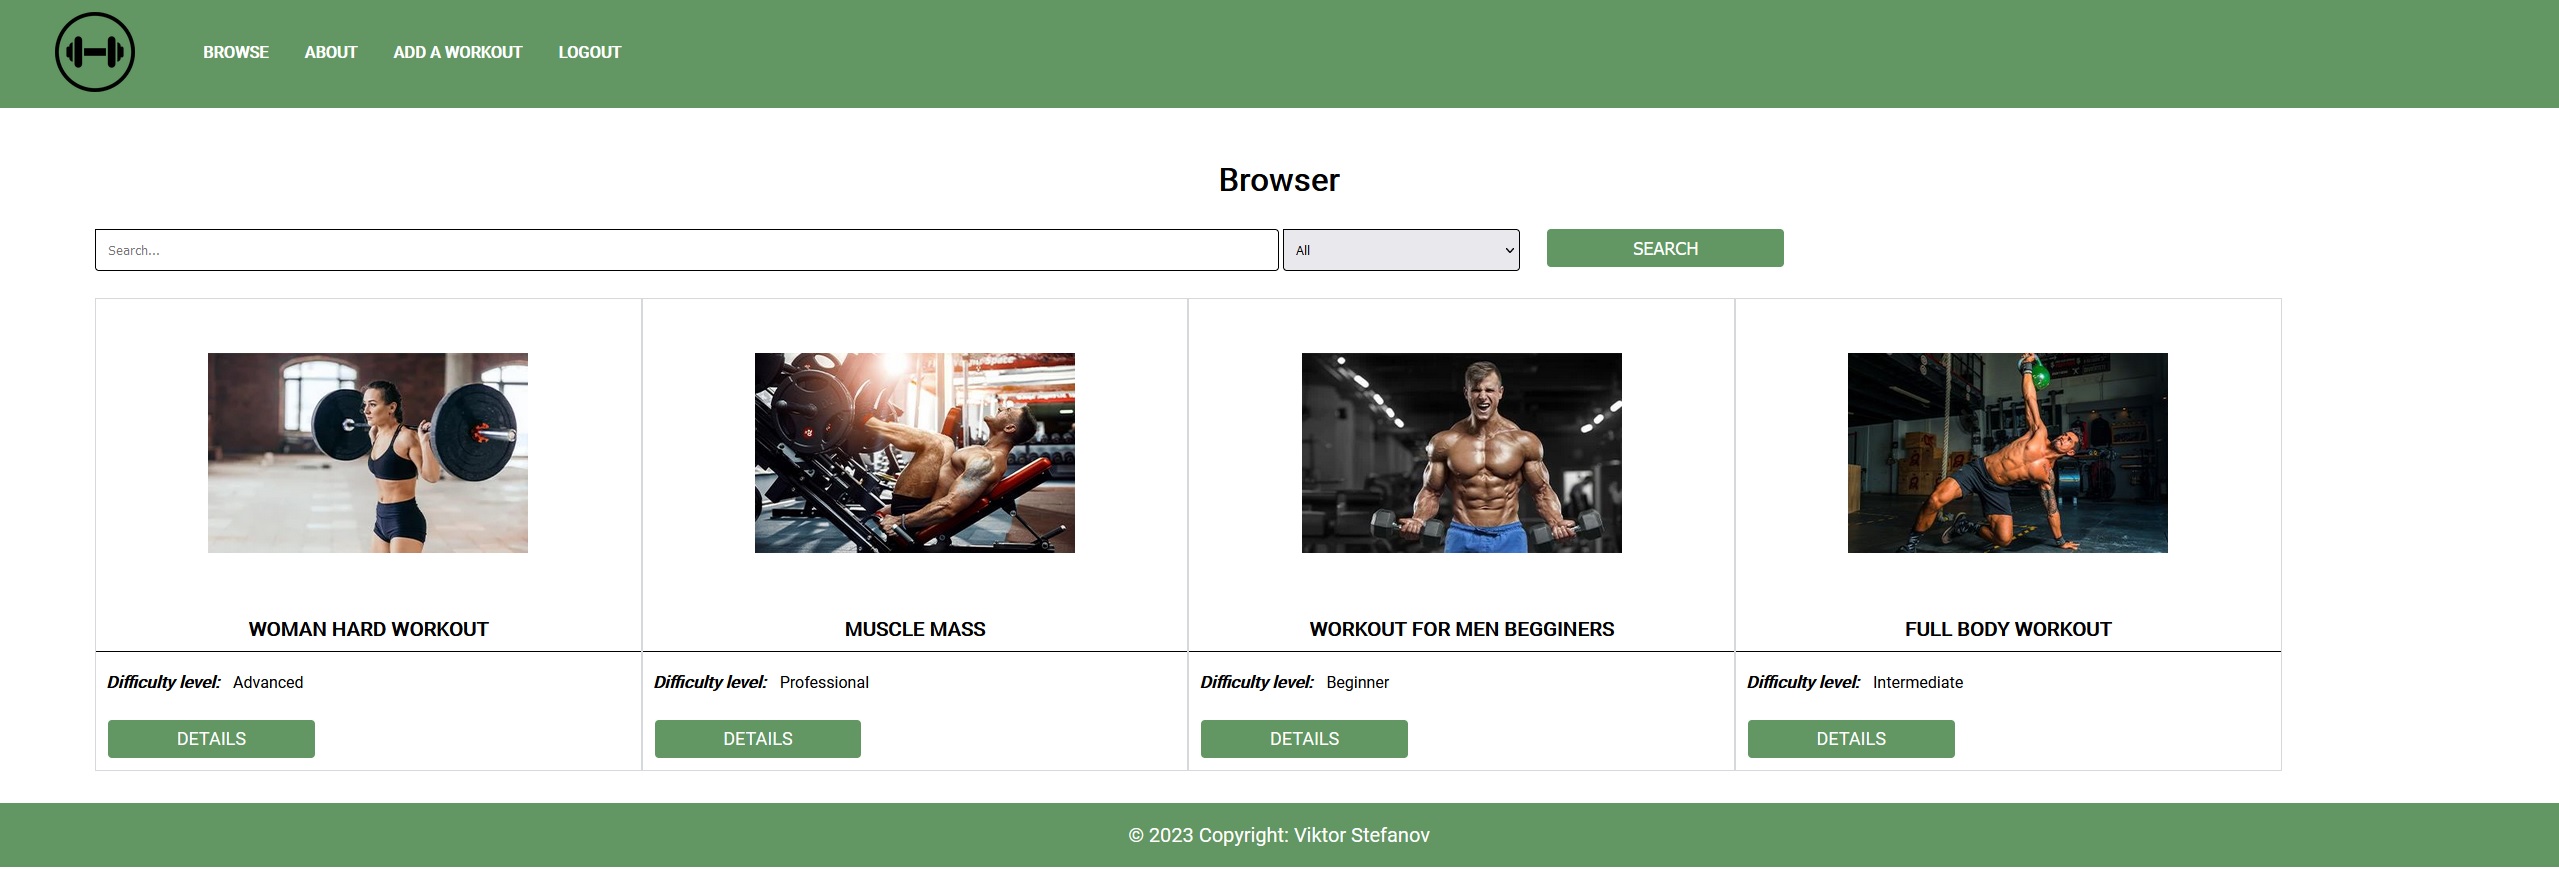 BROWSE ABOUT ADD A WORKOUT LOGOUT
Browser
Search... All SEARCH
WOMAN HARD WORKOUT
Difficulty level: Advanced
DETAILS
MUSCLE MASS
Difficulty level: Professional
DETAILS
WORKOUT FOR MEN BEGGINERS
Difficulty level: Beginner
DETAILS
FULL BODY WORKOUT
Difficulty level: Intermediate
DETAILS
© 2023 Copyright: Viktor Stefanov